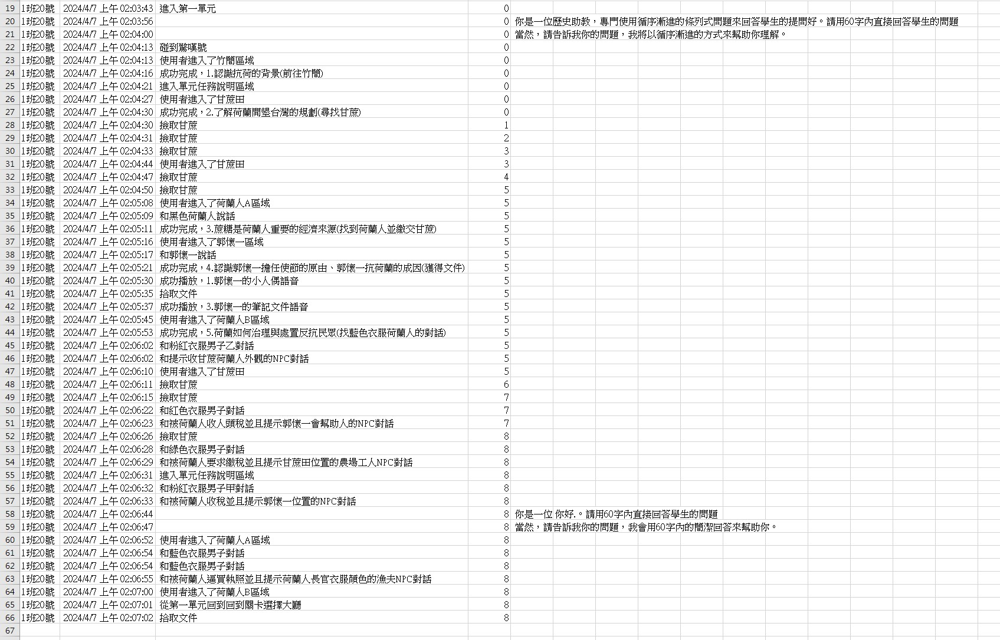 19 1班20號 2024/4/7 上午 02:03:43 進入第一單元 0
20 1班20號 2024/4/7 上午 02:03:56 0 你是一位歷史助教，專門使用循序漸進的條列式問題來回答學生的提問好。請用60字內直接回答學生的問題
21 1班20號 2024/4/7 上午 02:04:00 0 當然，請告訴我你的問題，我將以循序漸進的方式來幫助你理解。
22 1班20號 2024/4/7 上午 02:04:13 碰到驚嘆號 0
23 1班20號 2024/4/7 上午 02:04:13 使用者進入了竹簡區域 0
24 1班20號 2024/4/7 上午 02:04:16 成功完成，1.認識抗荷的背景(前往竹簡) 0
25 1班20號 2024/4/7 上午 02:04:21 進入單元任務說明區域 0
26 1班20號 2024/4/7 上午 02:04:27 使用者進入了甘蔗田 0
27 1班20號 2024/4/7 上午 02:04:30 成功完成，2.了解荷蘭開墾台灣的規劃(尋找甘蔗) 0
28 1班20號 2024/4/7 上午 02:04:30 撿取甘蔗 1
29 1班20號 2024/4/7 上午 02:04:31 撿取甘蔗 2
30 1班20號 2024/4/7 上午 02:04:33 撿取甘蔗 3
31 1班20號 2024/4/7 上午 02:04:44 使用者進入了甘蔗田 3
32 1班20號 2024/4/7 上午 02:04:47 撿取甘蔗 4
33 1班20號 2024/4/7 上午 02:04:50 撿取甘蔗 5
34 1班20號 2024/4/7 上午 02:05:08 使用者進入了荷蘭人A區域 5
35 1班20號 2024/4/7 上午 02:05:09 和黑色荷蘭人說話 5
36 1班20號 2024/4/7 上午 02:05:11 成功完成，3.蔗糖是荷蘭人重要的經濟來源(找到荷蘭人並繳交甘蔗) 5
37 1班20號 2024/4/7 上午 02:05:16 使用者進入了郭懷一區域 5
38 1班20號 2024/4/7 上午 02:05:17 和郭懷一說話 5
39 1班20號 2024/4/7 上午 02:05:21 成功完成，4.認識郭懷一擔任使節的原由、郭懷一抗荷蘭的成因(獲得文件) 5
40 1班20號 2024/4/7 上午 02:05:30 成功播放，1.郭懷一的小人偶語音 5
41 1班20號 2024/4/7 上午 02:05:35 拾取文件 5
42 1班20號 2024/4/7 上午 02:05:37 成功播放，3.郭懷一的筆記文件語音 5
43 1班20號 2024/4/7 上午 02:05:45 使用者進入了荷蘭人B區域 5
44 1班20號 2024/4/7 上午 02:05:53 成功完成，5.荷蘭如何治理與處置反抗民眾(找藍色衣服荷蘭人的對話) 5
45 1班20號 2024/4/7 上午 02:06:02 和粉紅衣服男子乙對話 5
46 1班20號 2024/4/7 上午 02:06:02 和提示收甘蔗荷蘭人外觀的NPC對話 5
47 1班20號 2024/4/7 上午 02:06:10 使用者進入了甘蔗田 5
48 1班20號 2024/4/7 上午 02:06:11 撿取甘蔗 6
49 1班20號 2024/4/7 上午 02:06:15 撿取甘蔗 7
50 1班20號 2024/4/7 上午 02:06:22 和紅色衣服男子對話 7
51 1班20號 2024/4/7 上午 02:06:23 和被荷蘭人收人頭稅並且提示郭懷一會幫助人的NPC對話 7
52 1班20號 2024/4/7 上午 02:06:26 撿取甘蔗 8
53 1班20號 2024/4/7 上午 02:06:28 和綠色衣服男子對話 8
54 1班20號 2024/4/7 上午 02:06:29 和被荷蘭人要求繳稅並且提示甘蔗田位置的農場工人NPC對話 8
55 1班20號 2024/4/7 上午 02:06:31 進入單元任務說明區域 8
56 1班20號 2024/4/7 上午 02:06:32 和粉紅衣服男子甲對話 8
57 1班20號 2024/4/7 上午 02:06:33 和被荷蘭人收稅並且提示郭懷一位置的NPC對話 8
58 1班20號 2024/4/7 上午 02:06:44 8 你是一位 你好.。請用60字內直接回答學生的問題
59 1班20號 2024/4/7 上午 02:06:47 8 當然，請告訴我你的問題，我會用60字內的簡潔回答來幫助你。
60 1班20號 2024/4/7 上午 02:06:52 使用者進入了荷蘭人A區域 8
61 1班20號 2024/4/7 上午 02:06:54 和藍色衣服男子對話 8
62 1班20號 2024/4/7 上午 02:06:54 和藍色衣服男子對話 8
63 1班20號 2024/4/7 上午 02:06:55 和被荷蘭人逼買執照並且提示荷蘭人長官衣服顏色的漁夫NPC對話 8
64 1班20號 2024/4/7 上午 02:07:00 使用者進入了荷蘭人B區域 8
65 1班20號 2024/4/7 上午 02:07:01 從第一單元回到回到關卡選擇大廳 8
66 1班20號 2024/4/7 上午 02:07:02 拾取文件 8
67